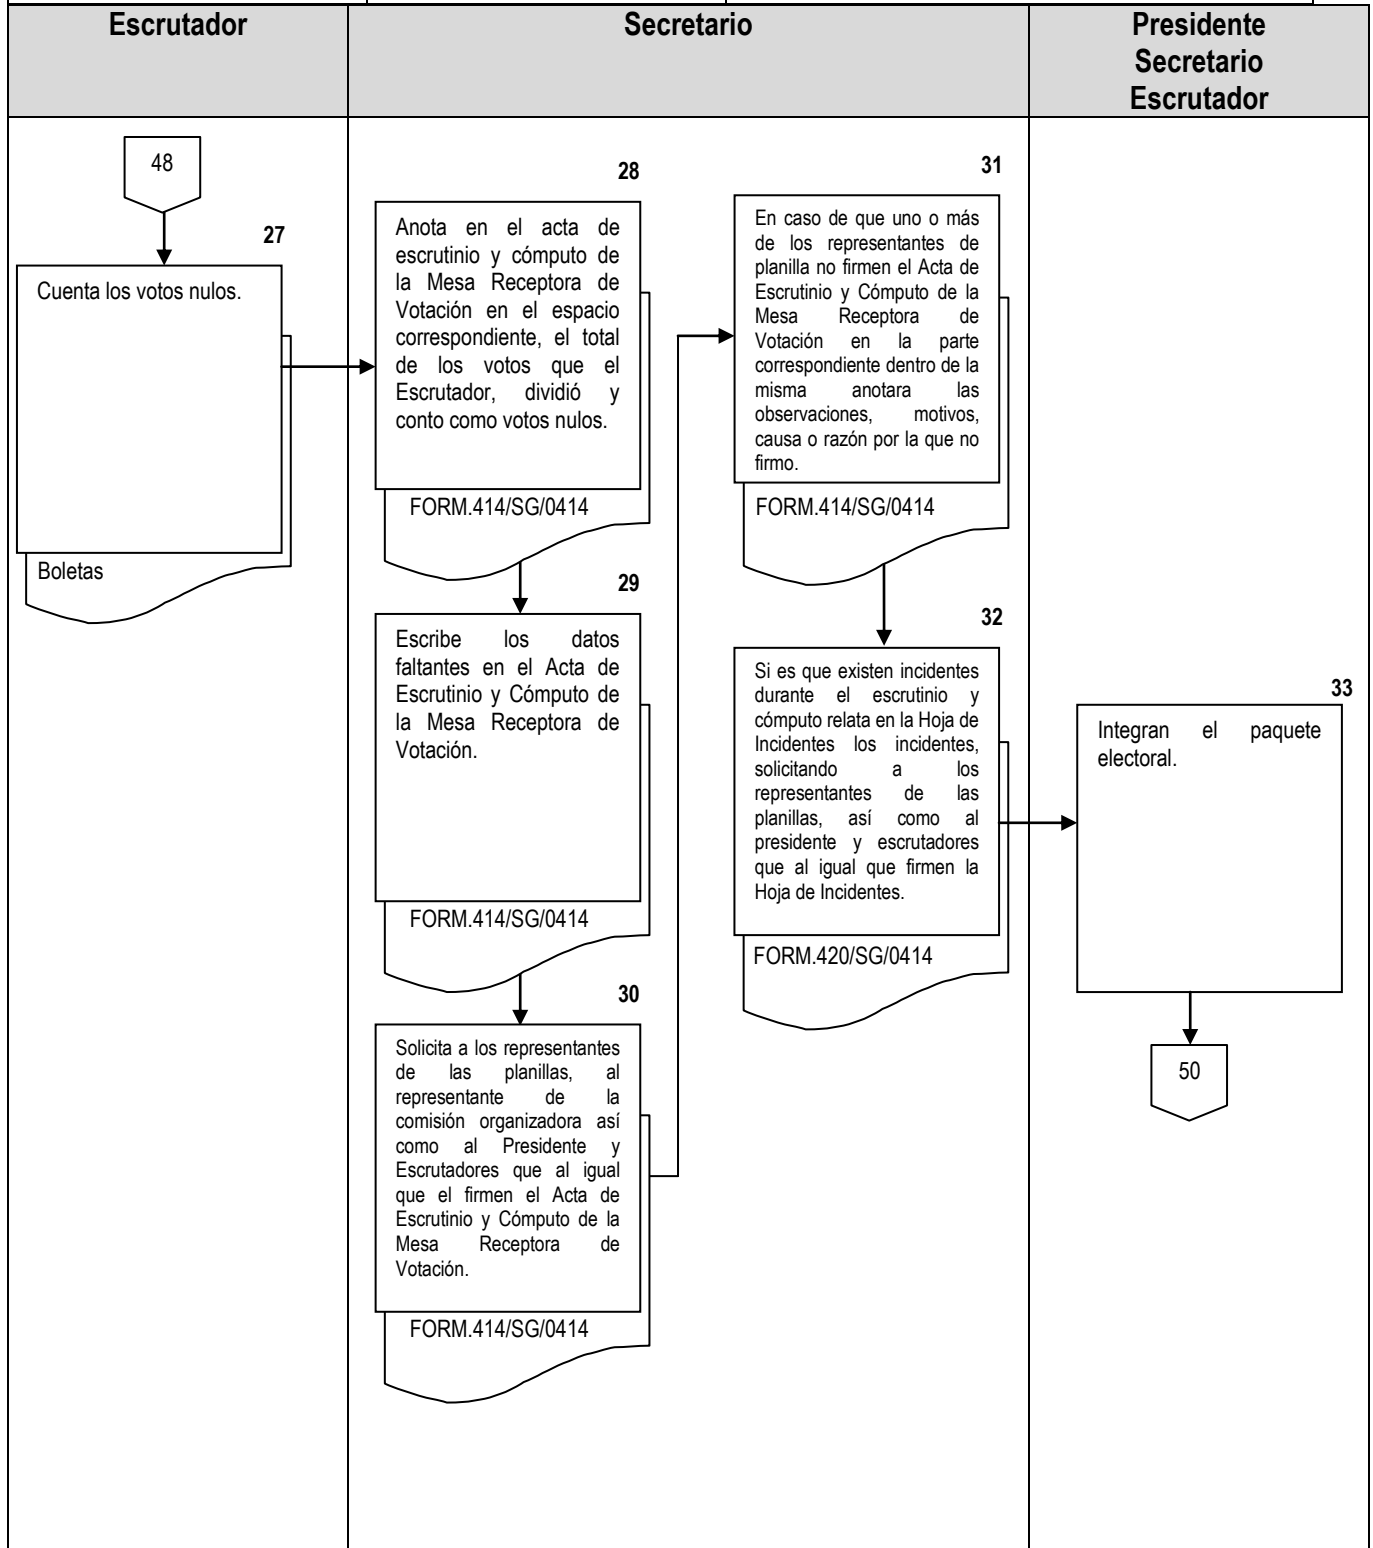 Escrutador
Secretario
Presidente
Secretario
Escrutador
48
27
Cuenta los votos nulos.
Boletas
28
Anota en el acta de
escrutinio y cómputo de
la Mesa Receptora de
Votación en el espacio
correspondiente, el total
de los votos que el
Escrutador, dividió y
conto como votos nulos.
FORM.414/SG/0414
29
Escribe los datos
faltantes en el Acta de
Escrutinio y Cómputo de
la Mesa Receptora de
Votación.
FORM.414/SG/0414
30
Solicita a los representantes
de las planillas, al
representante de la
comisión organizadora así
como al Presidente y
Escrutadores que al igual
que el firmen el Acta de
Escrutinio y Cómputo de la
Mesa Receptora de
Votación.
FORM.414/SG/0414
31
En caso de que uno o más
de los representantes de
planilla no firmen el Acta de
Escrutinio y Cómputo de la
Mesa Receptora de
Votación en la parte
correspondiente dentro de la
misma anotara las
observaciones, motivos,
causa o razón por la que no
firmo.
FORM.414/SG/0414
32
Si es que existen incidentes
durante el escrutinio y
cómputo relata en la Hoja de
Incidentes los incidentes,
solicitando a los
representantes de las
planillas, así como al
presidente y escrutadores
que al igual que firmen la
Hoja de Incidentes.
FORM.420/SG/0414
33
Integran el paquete
electoral.
50